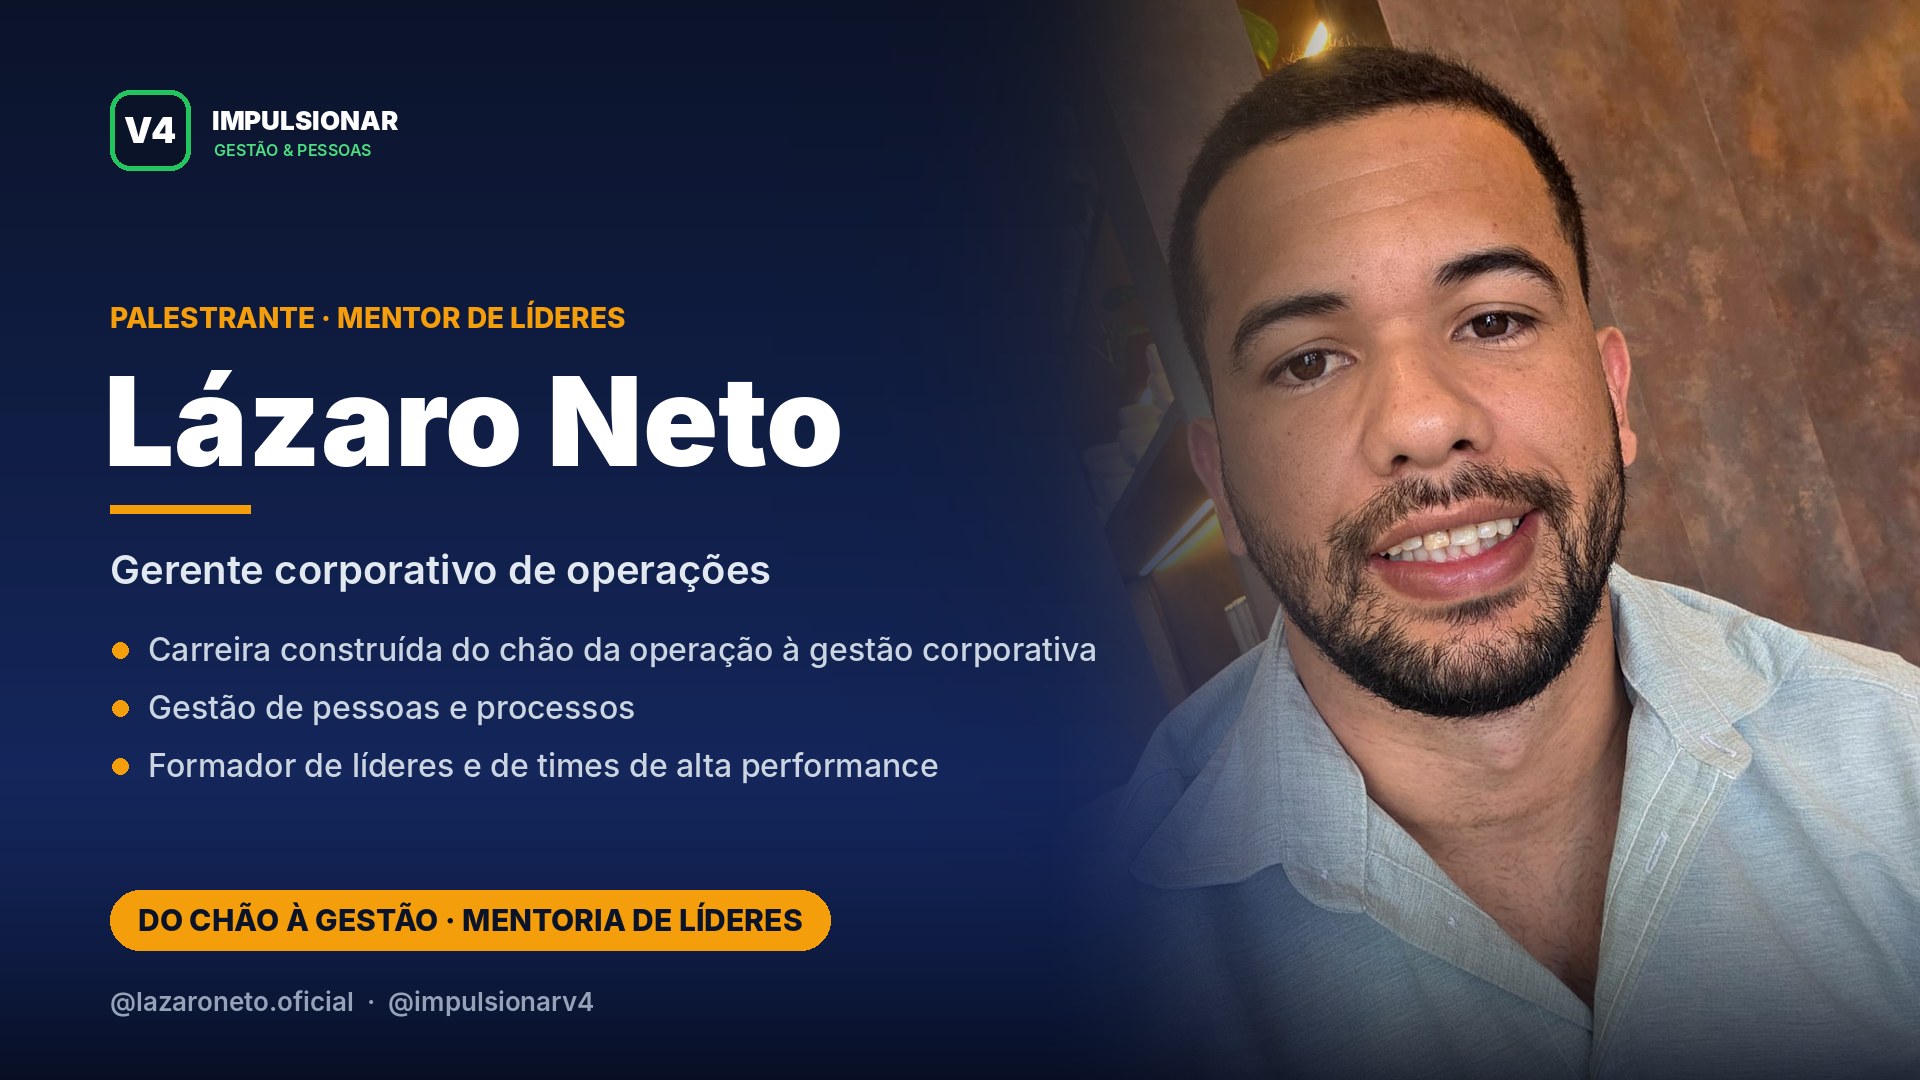 V4
IMPULSIONAR
GESTÃO & PESSOAS
PALESTRANTE · MENTOR DE LÍDERES
Lázaro Neto
Gerente corporativo de operações
Carreira construída do chão da operação à gestão corporativa
Gestão de pessoas e processos
Formador de líderes e de times de alta performance
DO CHÃO À GESTÃO · MENTORIA DE LÍDERES
@lazaroneto.oficial · @impulsionarv4